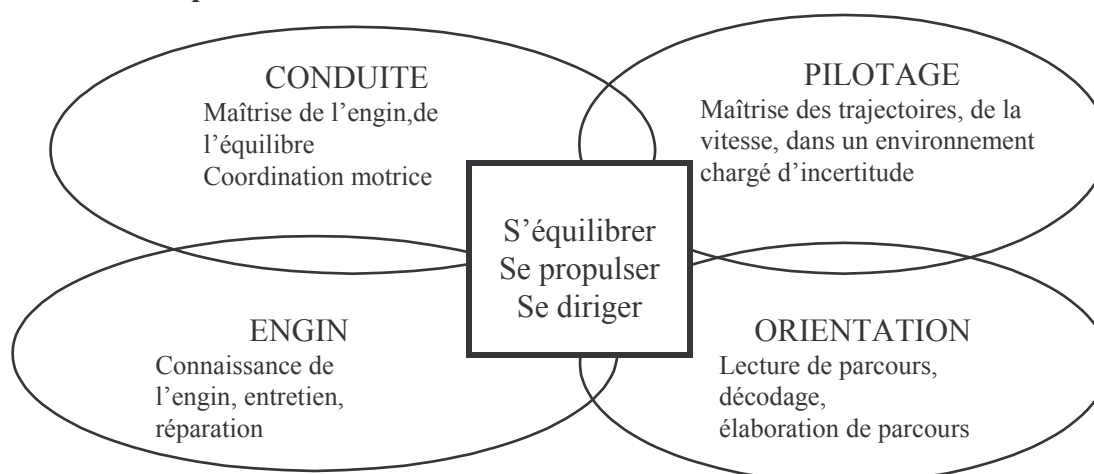 CONDUITE
Maîtrise de l’engin,de
l’équilibre
Coordination motrice
PILOTAGE
Maîtrise des trajectoires, de la
vitesse, dans un environnement
chargé d’incertitude
S’équilibrer
Se propulser
Se diriger
ENGIN
Connaissance de
l’engin, entretien,
réparation
ORIENTATION
Lecture de parcours,
décodage,
élaboration de parcours